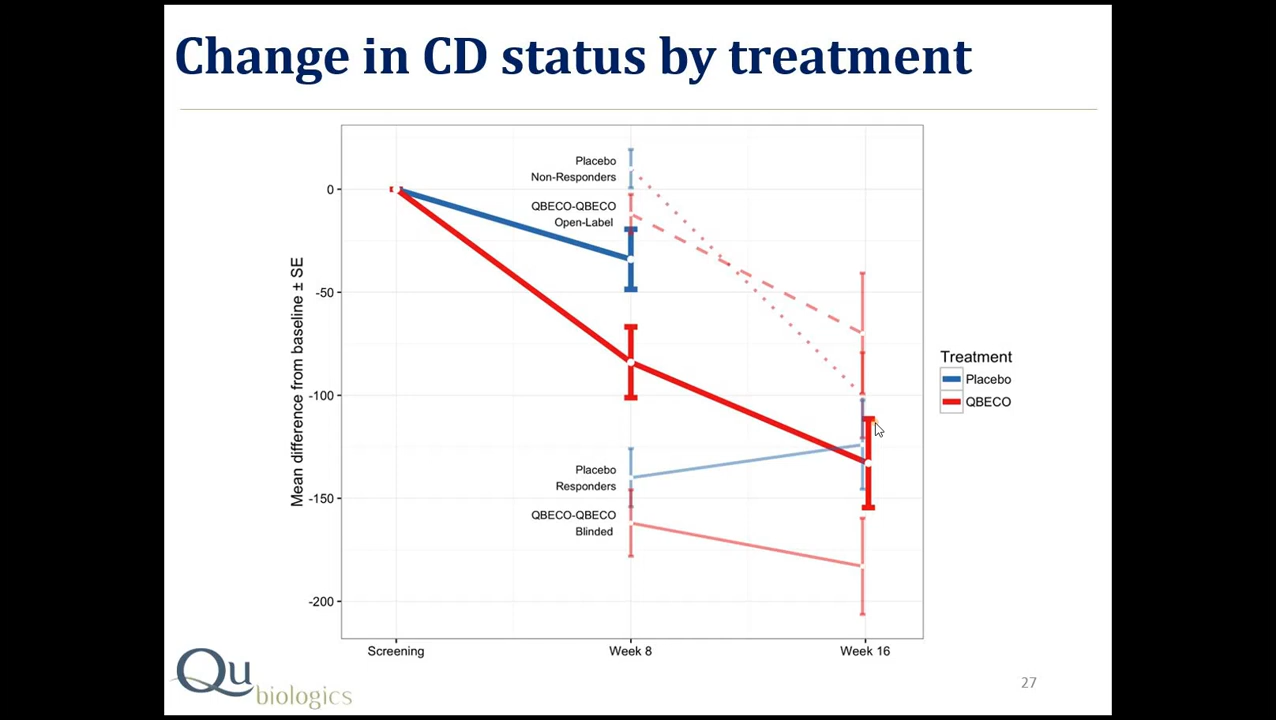 Change in CD status by treatment
Mean difference from baseline ± SE
0
-50
-100
-150
-200
Placebo
Non-Responders
QBECO-QBECO
Open-Label
Placebo
Responders
QBECO-QBECO
Blinded
Screening
Week 8
Week 16
Treatment
Placebo
QBECO
Qu
biologics
27